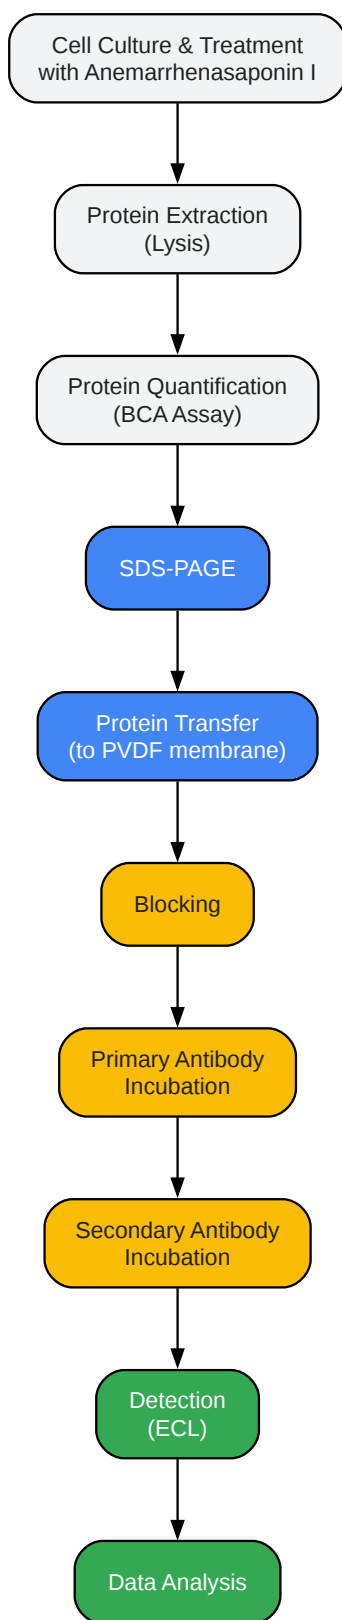 Cell Culture & Treatment
with Anemarrhenasaponin I
Protein Extraction
(Lysis)
Protein Quantification
(BCA Assay)
SDS-PAGE
Protein Transfer
(to PVDF membrane)
Blocking
Primary Antibody
Incubation
Secondary Antibody
Incubation
Detection
(ECL)
Data Analysis